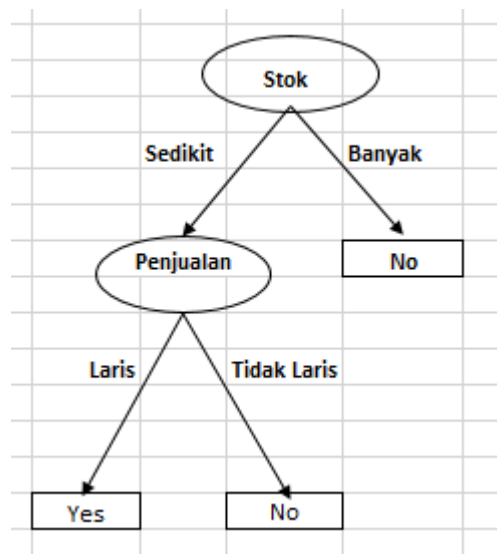 Stok
Sedikit
Banyak
Penjualan
No
Laris
Tidak Laris
Yes
No